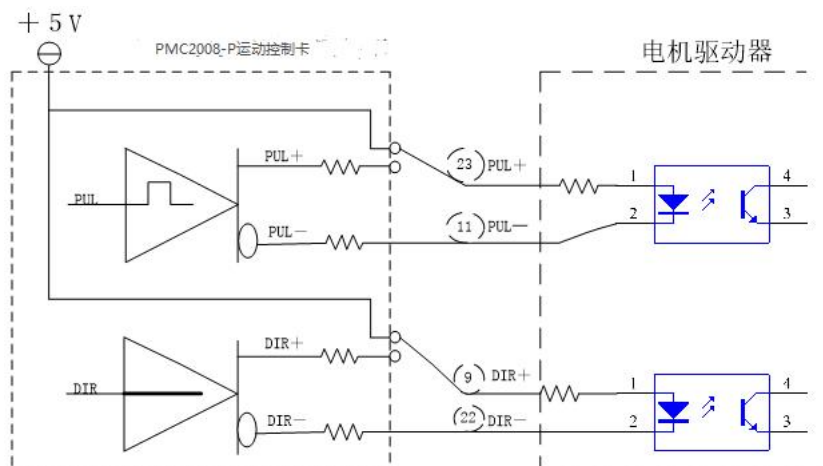 ＋5V
PMC2008-P运动控制卡
电机驱动器
PUL+
23 PUL+
1
4
PUL
2
3
PUL-
11 PUL-
DIR+
9 DIR+
1
4
DIR
2
3
DIR-
22 DIR-